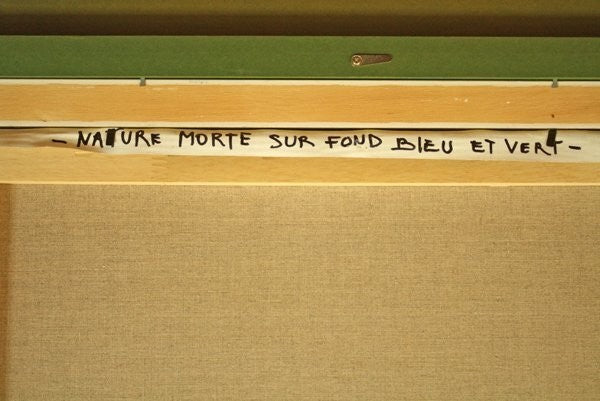 - NATURE MORTE SUR FOND BLEU ET VERT -